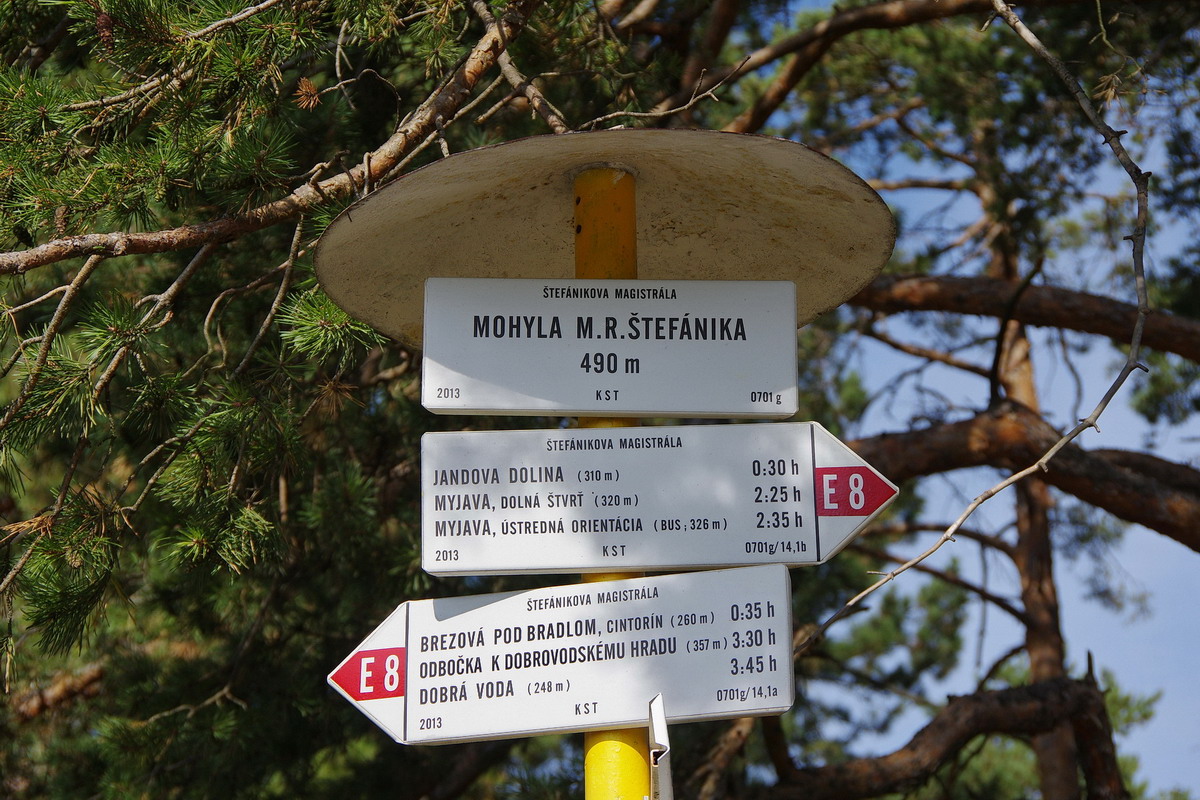 ŠTEFÁNIKOVA MAGISTRÁLA
MOHYLA M.R.ŠTEFÁNIKA
490 m
2013 KST 0701 g
ŠTEFÁNIKOVA MAGISTRÁLA
JANDOVA DOLINA (310 m) 0:30 h
MYJAVA, DOLNÁ ŠTVRŤ (320 m) 2:25 h
MYJAVA, ÚSTREDNÁ ORIENTÁCIA (BUS; 326 m) 2:35 h
2013 KST 0701g/14,1b
E 8
ŠTEFÁNIKOVA MAGISTRÁLA
BREZOVÁ POD BRADLOM, CINTORÍN (260 m) 0:35 h
ODBOČKA K DOBROVODSKÉMU HRADU (357 m) 3:30 h
DOBRÁ VODA (248 m) 3:45 h
2013 KST 0701g/14,1a
E 8